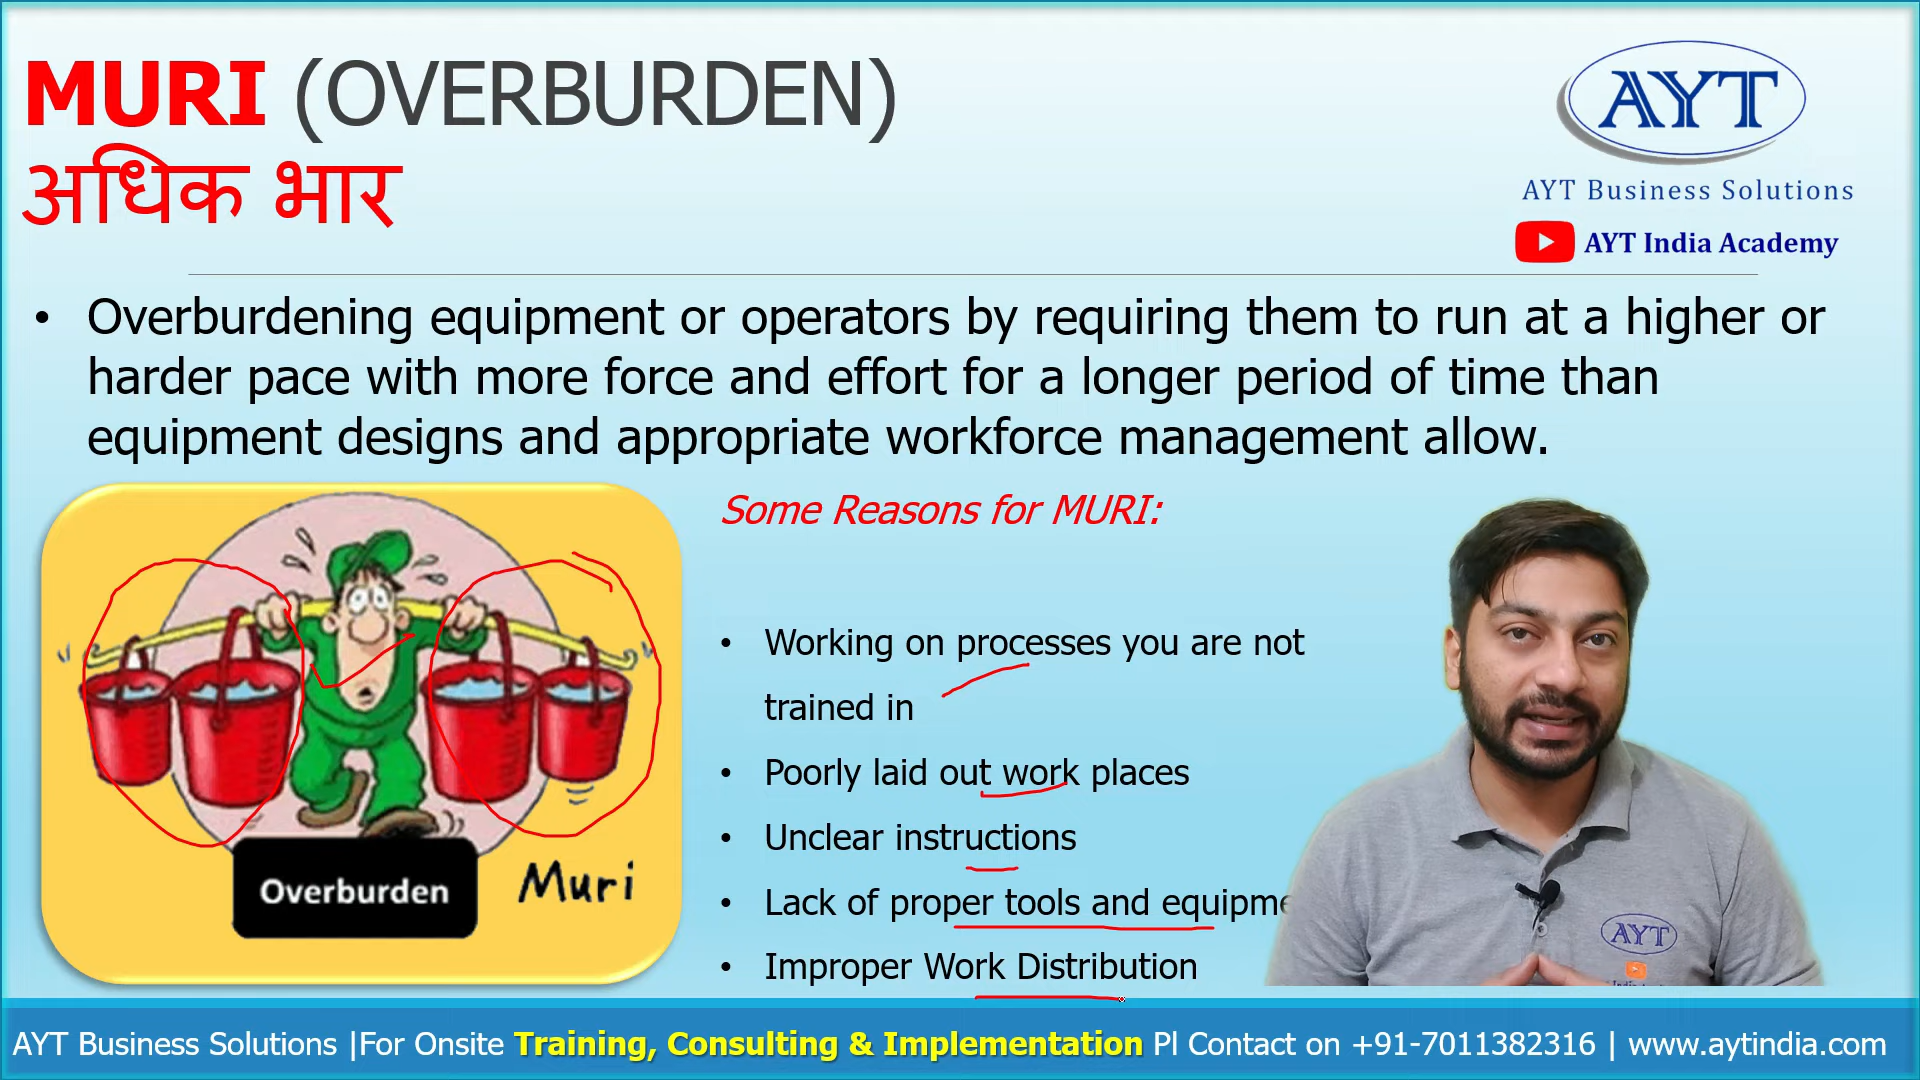 MURI (OVERBURDEN)
अधिक भार
AYT
AYT Business Solutions
AYT India Academy
• Overburdening equipment or operators by requiring them to run at a higher or
harder pace with more force and effort for a longer period of time than
equipment designs and appropriate workforce management allow.
Overburden
Muri
Some Reasons for MURI:
• Working on processes you are not
trained in
• Poorly laid out work places
• Unclear instructions
• Lack of proper tools and equipme
• Improper Work Distribution
AYT
AYT Business Solutions |For Onsite Training, Consulting & Implementation Pl Contact on +91-7011382316 | www.aytindia.com